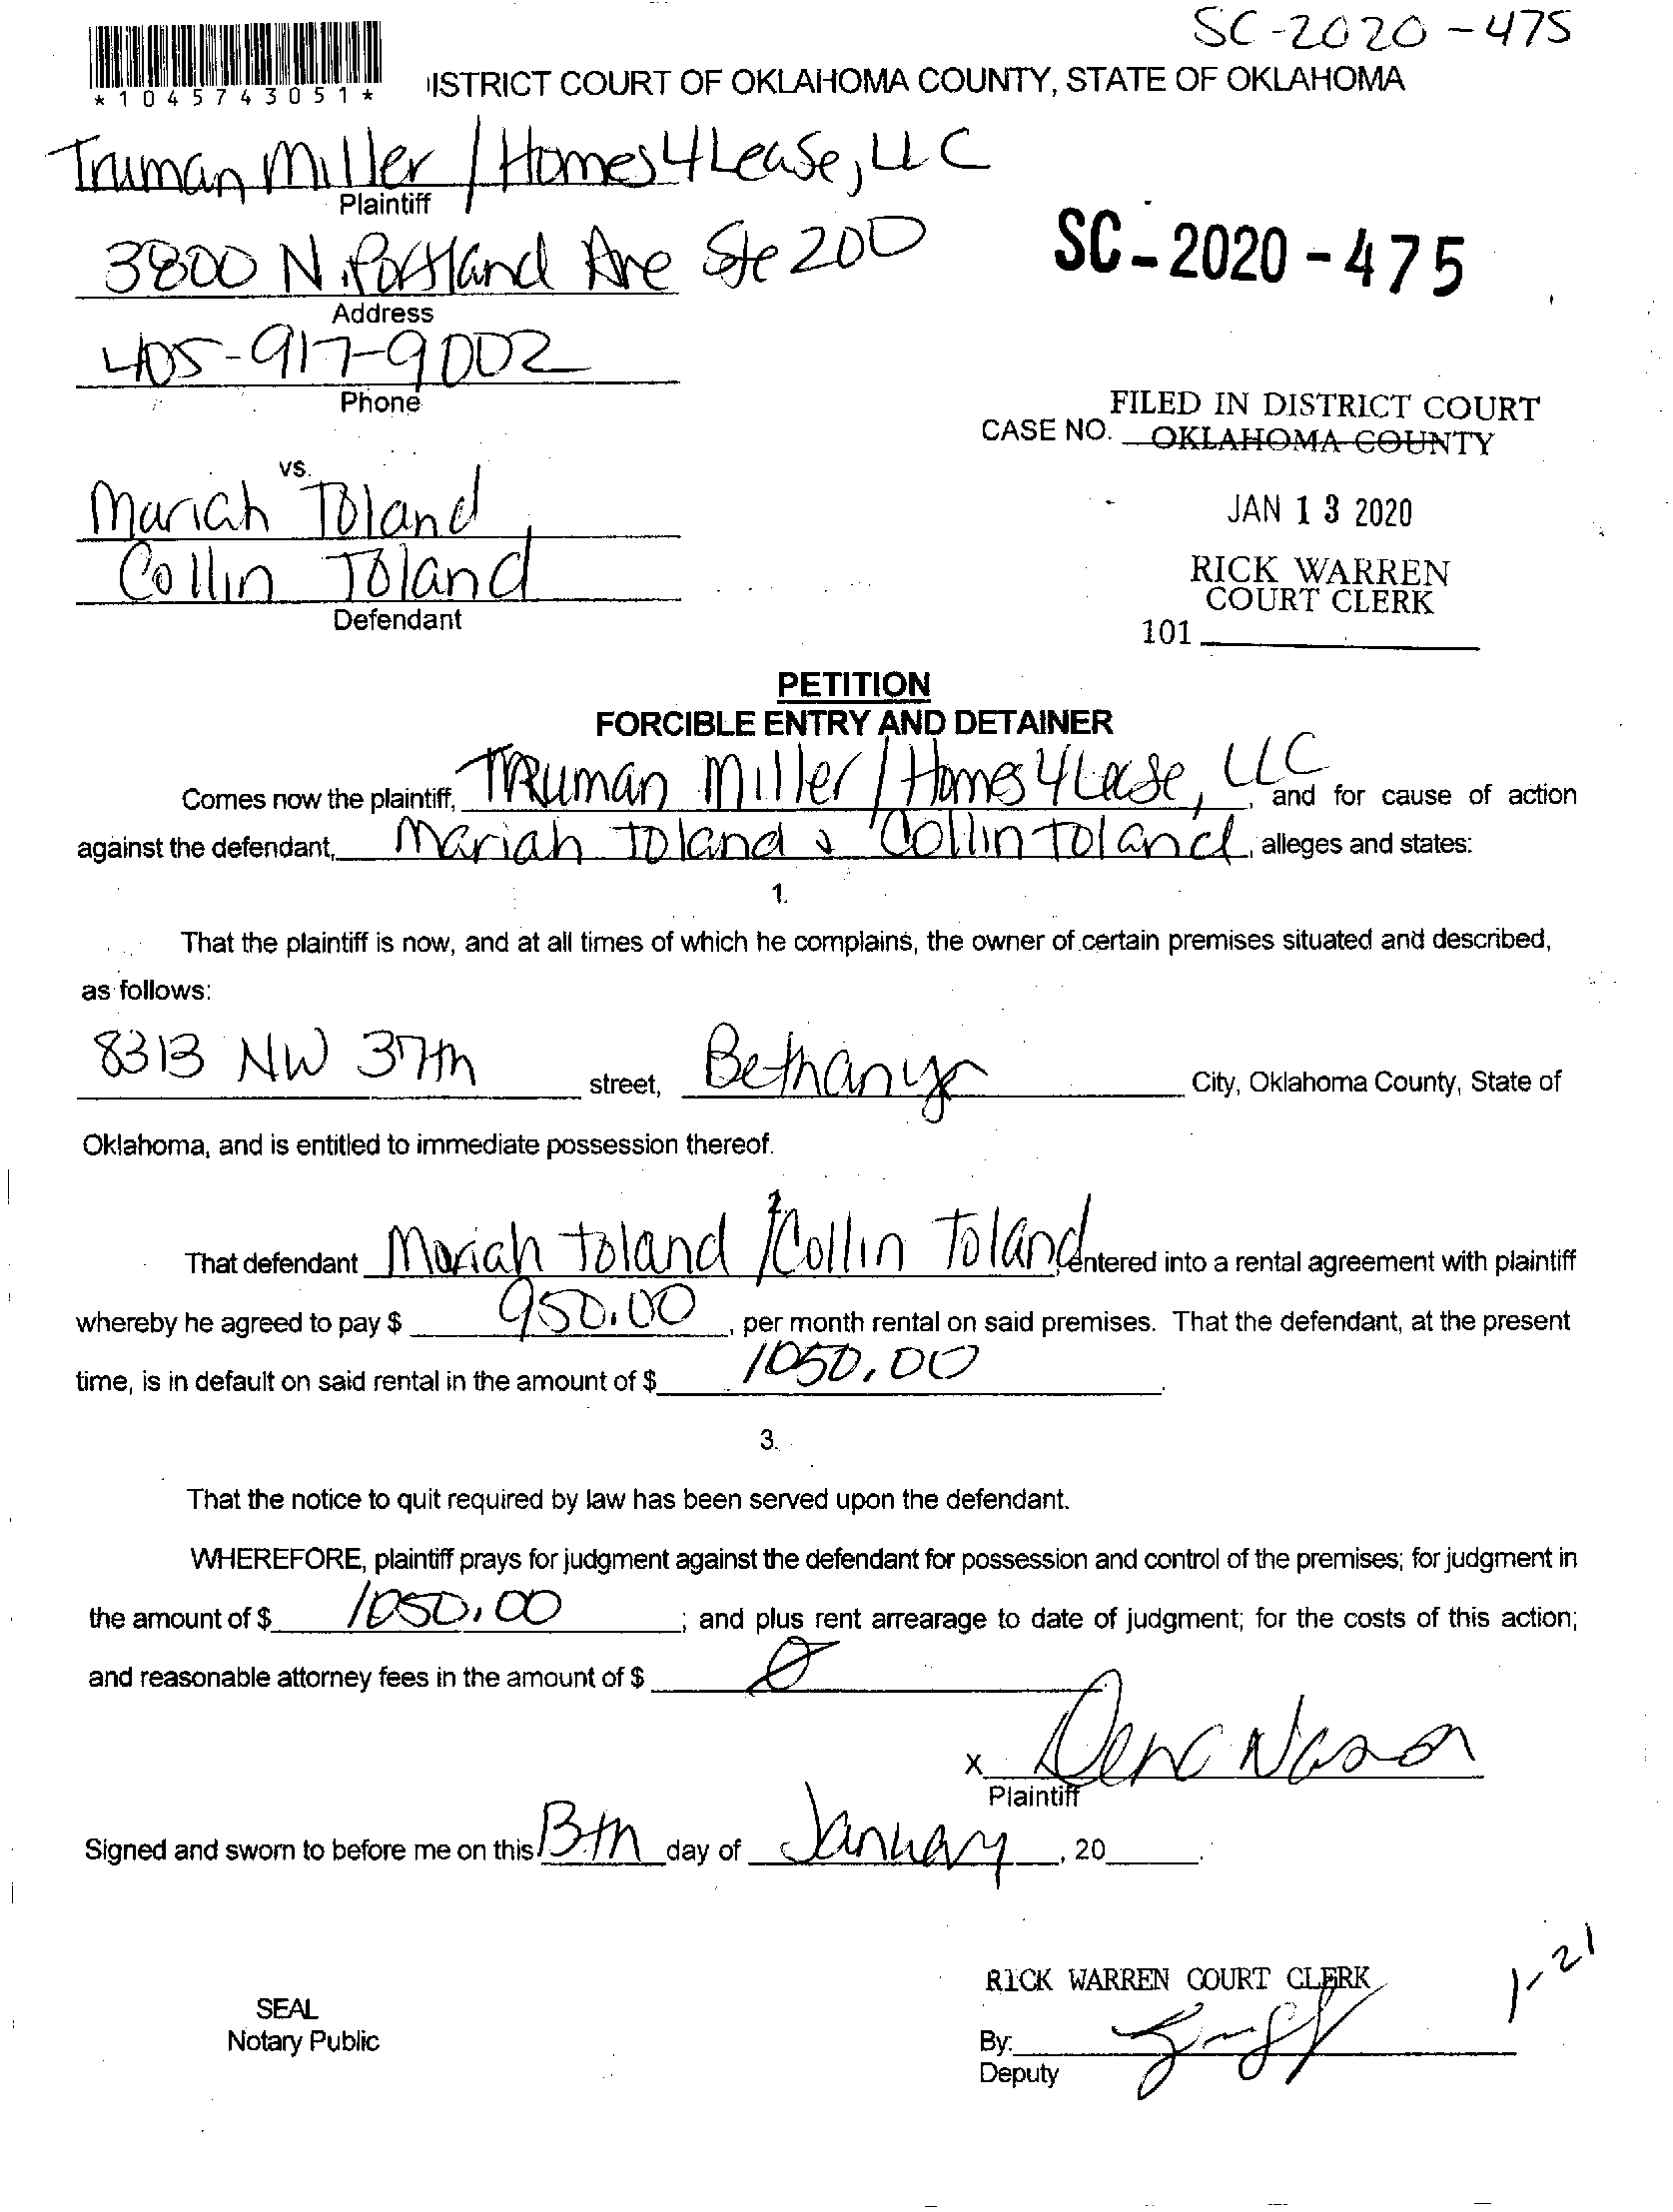 SC-2020-475
*1045743051*
ISTRICT COURT OF OKLAHOMA COUNTY, STATE OF OKLAHOMA
Truman Miller / Homes4Lease, LLC
Plaintiff
3800 N. Portland Ave Ste 200
SC-2020-475
Address
405-917-9002
Phone
FILED IN DISTRICT COURT
CASE NO. OKLAHOMA COUNTY
vs.
Mariah Toland
JAN 13 2020
Collin Toland
RICK WARREN
COURT CLERK
Defendant
101
PETITION
FORCIBLE ENTRY AND DETAINER
Comes now the plaintiff, Truman Miller / Homes 4 Lease, LLC, and for cause of action
against the defendant, Mariah Toland & Collin Toland, alleges and states:
1.
That the plaintiff is now, and at all times of which he complains, the owner of certain premises situated and described,
as follows:
8313 NW 37th street, Bethany City, Oklahoma County, State of
Oklahoma, and is entitled to immediate possession thereof.
That defendant Mariah Toland / Collin Toland, entered into a rental agreement with plaintiff
whereby he agreed to pay $ 950.00, per month rental on said premises. That the defendant, at the present
time, is in default on said rental in the amount of $ 1050.00.
3.
That the notice to quit required by law has been served upon the defendant.
WHEREFORE, plaintiff prays for judgment against the defendant for possession and control of the premises; for judgment in
the amount of $ 1050.00; and plus rent arrearage to date of judgment; for the costs of this action;
and reasonable attorney fees in the amount of $ 0
X
Plaintiff
Signed and sworn to before me on this 13th day of January, 20 .
1-21
RICK WARREN COURT CLERK
SEAL
Notary Public
By:
Deputy